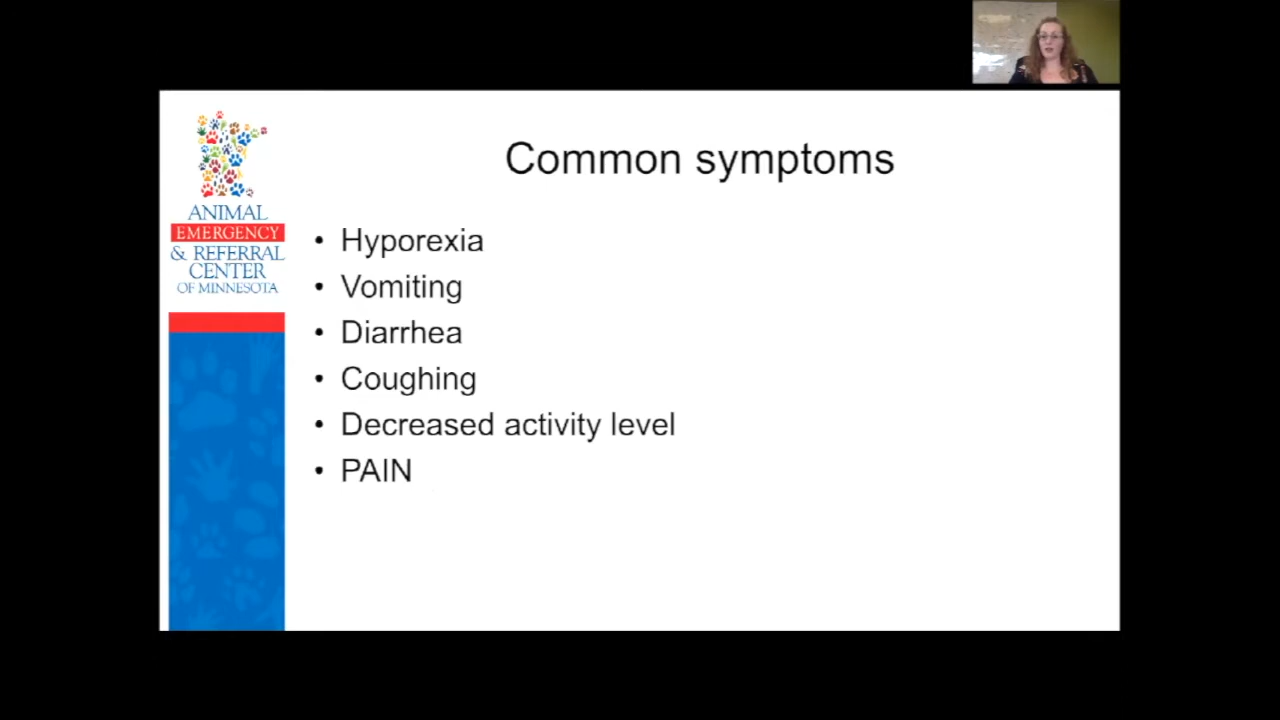 Common symptoms
ANIMAL
EMERGENCY
& REFERRAL
CENTER
OF MINNESOTA
• Hyporexia
• Vomiting
• Diarrhea
• Coughing
• Decreased activity level
• PAIN